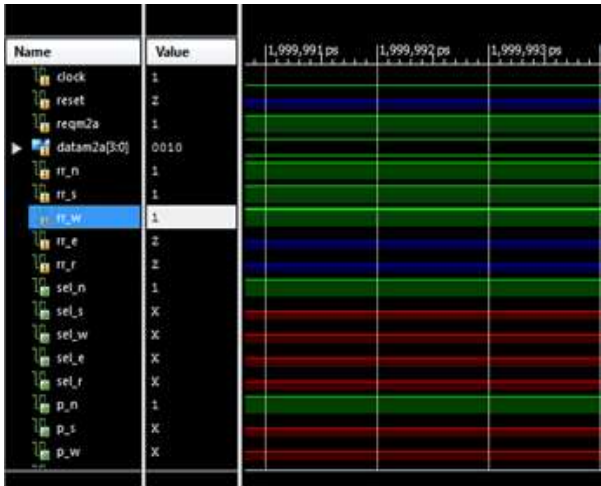 Name Value 1,999,991 ps 1,999,992 ps 1,999,993 ps
clock 1
reset Z
reqm2a 1
datam2a[3:0] 0010
rr_n 1
rr_s 1
rr_w 1
rr_e Z
rr_r Z
sel_n 1
sel_s X
sel_w X
sel_e X
sel_r X
p_n 1
p_s X
p_w X